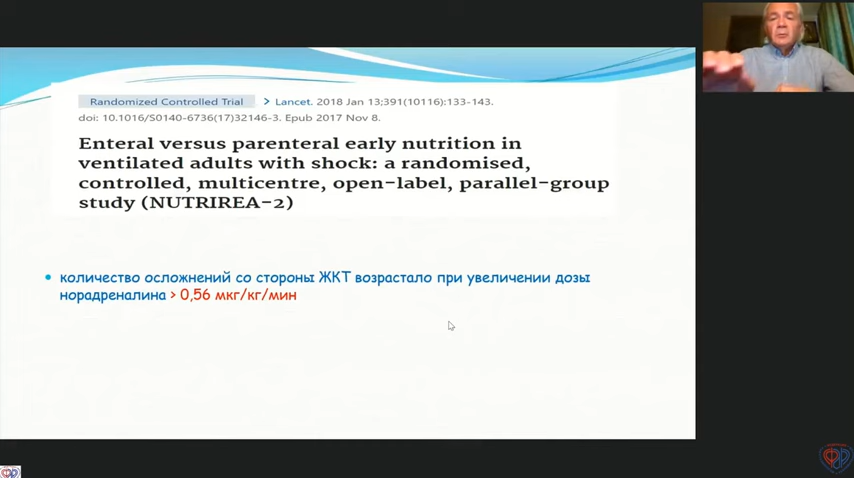 Randomized Controlled Trial > Lancet. 2018 Jan 13;391(10116):133-143.
doi: 10.1016/S0140-6736(17)32146-3. Epub 2017 Nov 8.
Enteral versus parenteral early nutrition in
ventilated adults with shock: a randomised,
controlled, multicentre, open-label, parallel-group
study (NUTRIREA-2)
• количество осложнений со стороны ЖКТ возрастало при увеличении дозы
норадреналина > 0,56 мкг/кг/мин